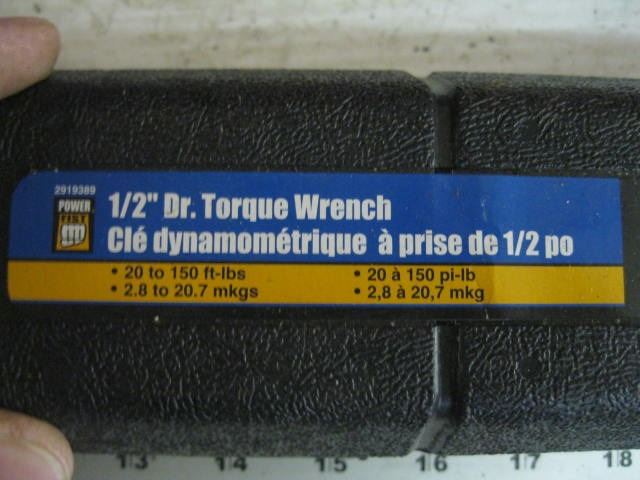 2919389
POWER
FIST
1/2" Dr. Torque Wrench
Clé dynamométrique à prise de 1/2 po
• 20 to 150 ft-lbs
• 2.8 to 20.7 mkgs
• 20 à 150 pi-lb
• 2,8 à 20,7 mkg
13 14 15 16 17 18